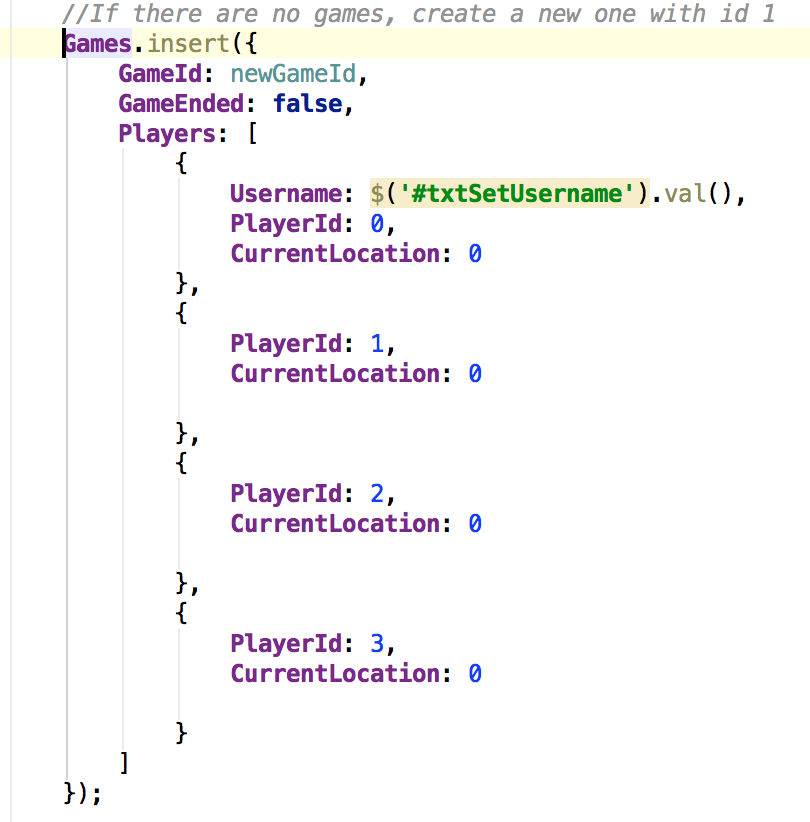 //If there are no games, create a new one with id 1
Games.insert({
GameId: newGameId,
GameEnded: false,
Players: [
{
Username: $('#txtSetUsername').val(),
PlayerId: 0,
CurrentLocation: 0
},
{
PlayerId: 1,
CurrentLocation: 0
},
{
PlayerId: 2,
CurrentLocation: 0
},
{
PlayerId: 3,
CurrentLocation: 0
}
]
});